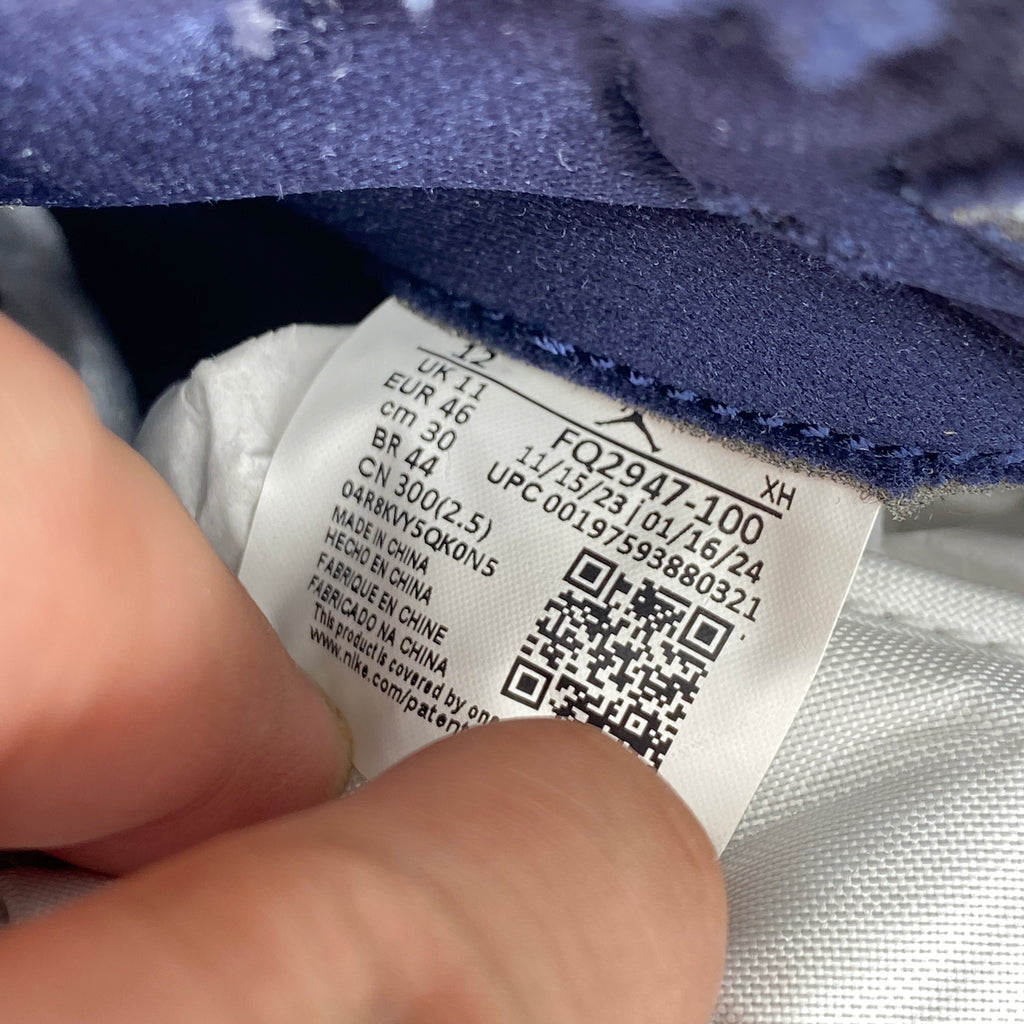 12
UK 11
EUR 46
cm 30
BR 44
CN 300(2.5)
04R8KVY5QK0N5
MADE IN CHINA
HECHO EN CHINA
FABRIQUE EN CHINE
FABRICADO NA CHINA
This product is covered by one
www.nike.com/patent
XH
FQ2947-100
11/15/23 | 01/16/24
UPC 00197593880321